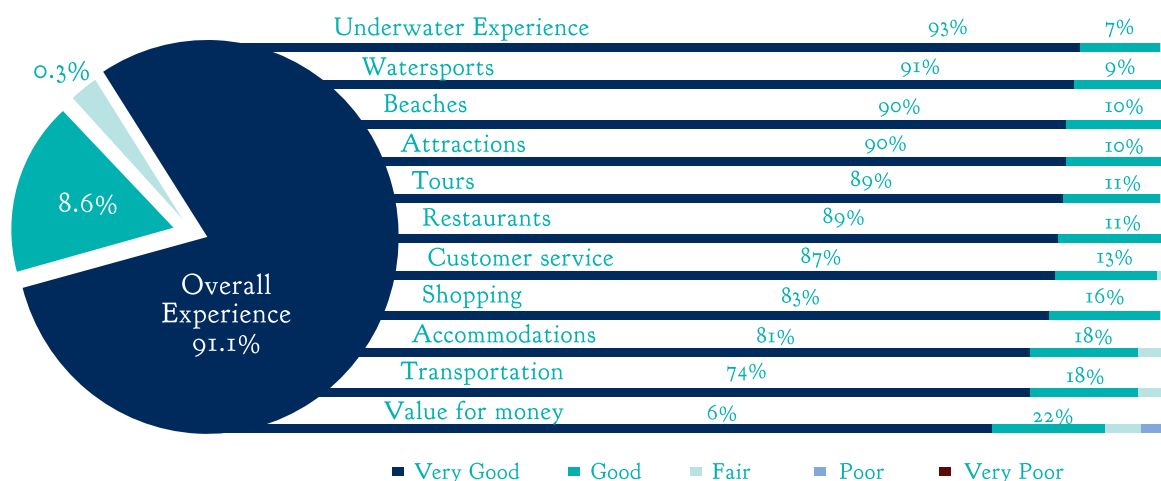 Underwater Experience 93% 7%
0.3%
Watersports 91% 9%
Beaches 90% 10%
Attractions 90% 10%
Tours 89% 11%
8.6%
Restaurants 89% 11%
Customer service 87% 13%
Overall
Experience
91.1%
Shopping 83% 16%
Accommodations 81% 18%
Transportation 74% 18%
Value for money 6% 22%
Very Good Good Fair Poor Very Poor